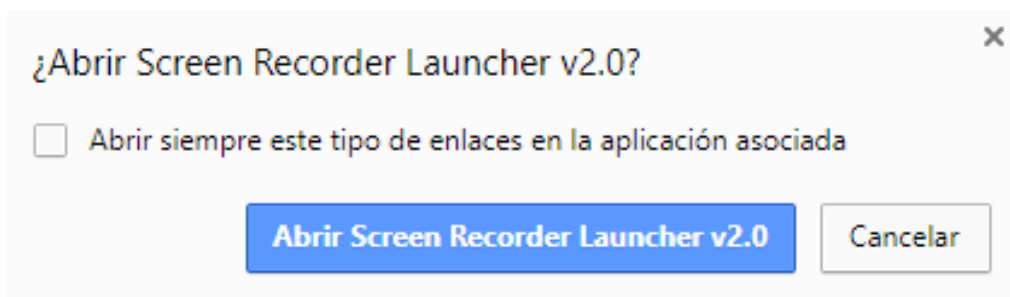 ¿Abrir Screen Recorder Launcher v2.0?
Abrir siempre este tipo de enlaces en la aplicación asociada
Abrir Screen Recorder Launcher v2.0
Cancelar